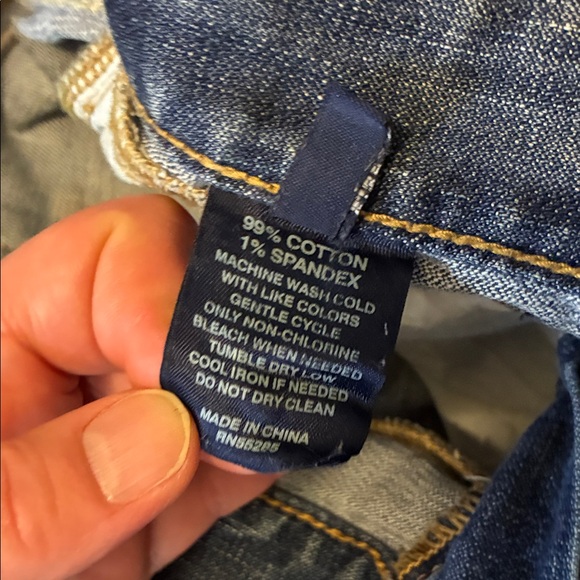 99% COTTON
1% SPANDEX
MACHINE WASH COLD
WITH LIKE COLORS
GENTLE CYCLE
ONLY NON-CHLORINE
BLEACH WHEN NEEDED
TUMBLE DRY LOW
COOL IRON IF NEEDED
DO NOT DRY CLEAN
MADE IN CHINA
RN55285